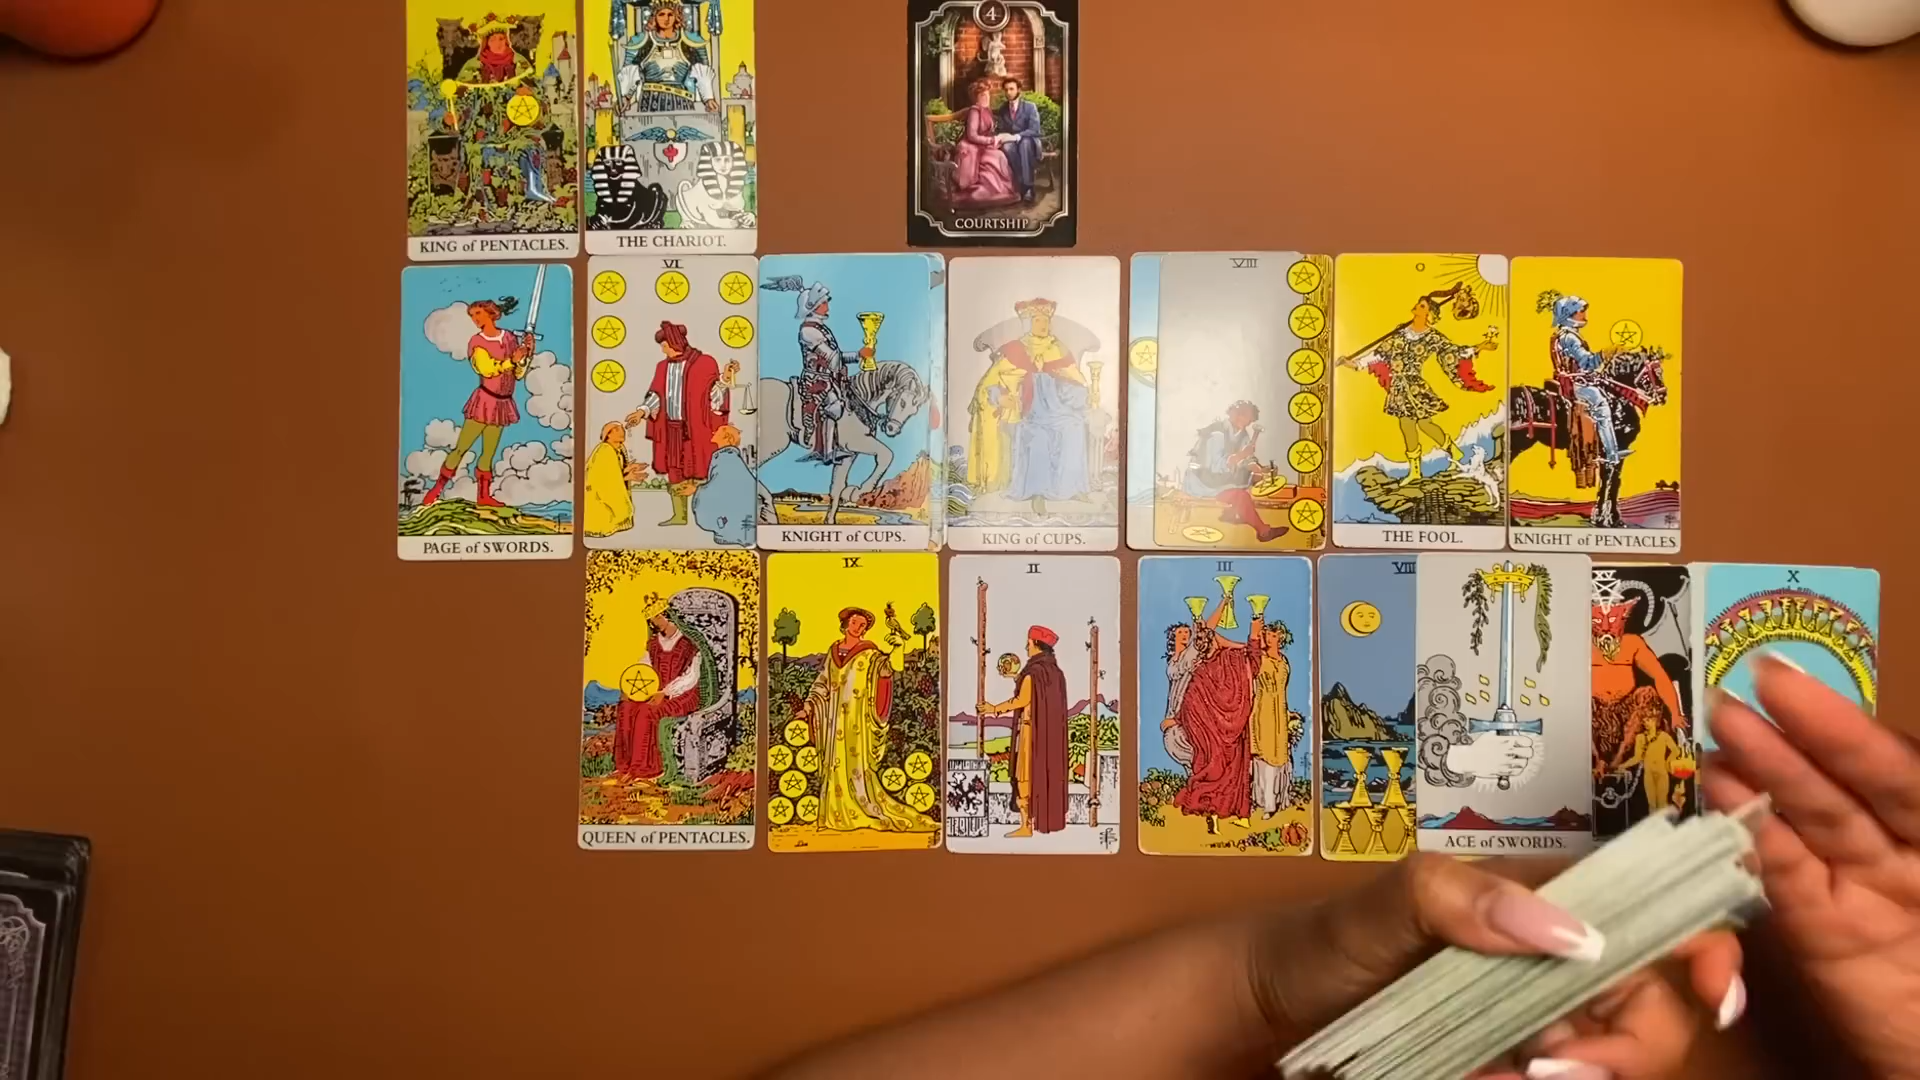 4
KING of PENTACLES.
THE CHARIOT.
COURTSHIP
VI
VIII
PAGE of SWORDS.
KNIGHT of CUPS.
KING of CUPS.
THE FOOL.
KNIGHT of PENTACLES
IX
II
III
VIII
XV
X
QUEEN of PENTACLES.
ACE of SWORDS.